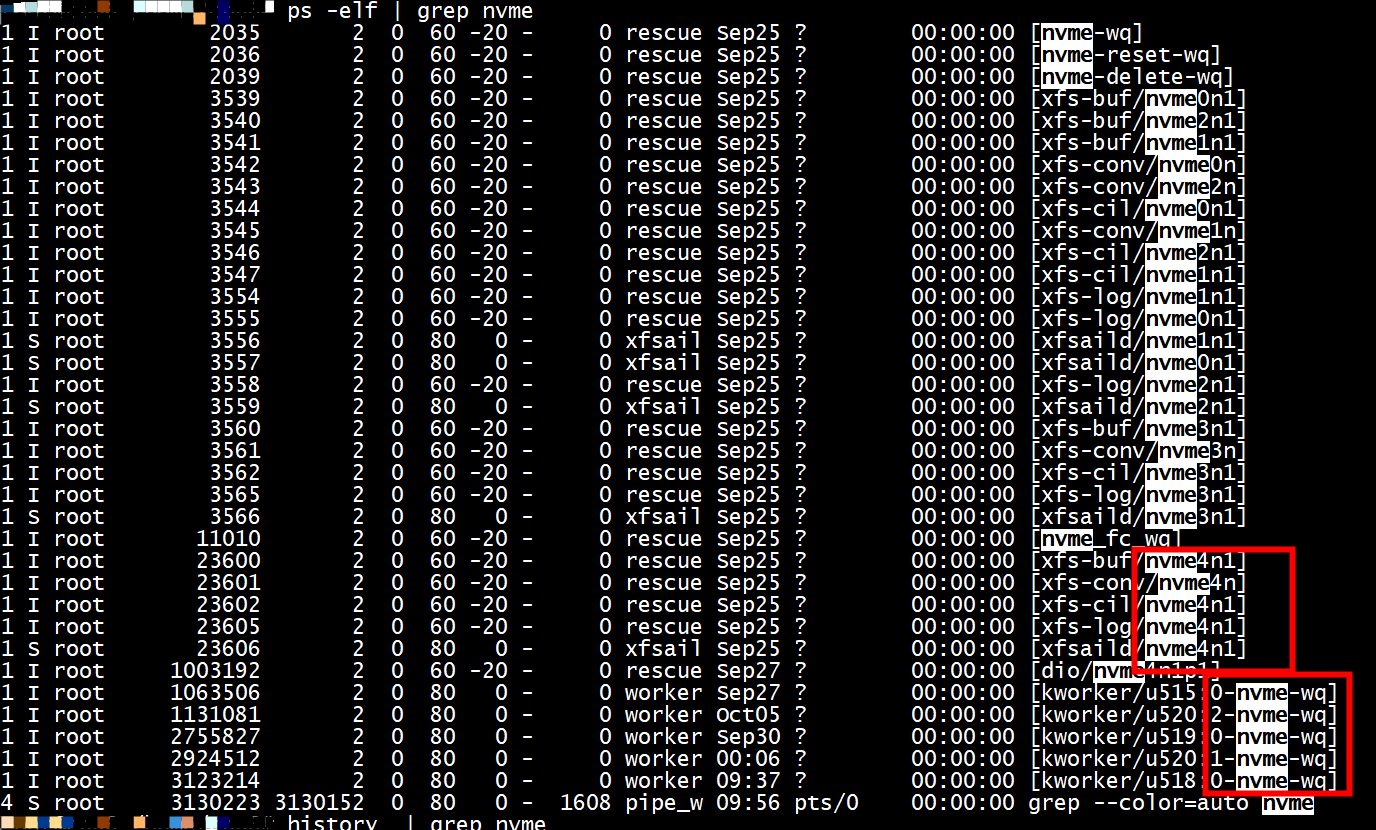 ps -elf | grep nvme
1 I root 2035 2 0 60 -20 - 0 rescue Sep25 ? 00:00:00 [nvme-wq]
1 I root 2036 2 0 60 -20 - 0 rescue Sep25 ? 00:00:00 [nvme-reset-wq]
1 I root 2039 2 0 60 -20 - 0 rescue Sep25 ? 00:00:00 [nvme-delete-wq]
1 I root 3539 2 0 60 -20 - 0 rescue Sep25 ? 00:00:00 [xfs-buf/nvme0n1]
1 I root 3540 2 0 60 -20 - 0 rescue Sep25 ? 00:00:00 [xfs-buf/nvme2n1]
1 I root 3541 2 0 60 -20 - 0 rescue Sep25 ? 00:00:00 [xfs-buf/nvme1n1]
1 I root 3542 2 0 60 -20 - 0 rescue Sep25 ? 00:00:00 [xfs-conv/nvme0n]
1 I root 3543 2 0 60 -20 - 0 rescue Sep25 ? 00:00:00 [xfs-conv/nvme2n]
1 I root 3544 2 0 60 -20 - 0 rescue Sep25 ? 00:00:00 [xfs-cil/nvme0n1]
1 I root 3545 2 0 60 -20 - 0 rescue Sep25 ? 00:00:00 [xfs-conv/nvme1n]
1 I root 3546 2 0 60 -20 - 0 rescue Sep25 ? 00:00:00 [xfs-cil/nvme2n1]
1 I root 3547 2 0 60 -20 - 0 rescue Sep25 ? 00:00:00 [xfs-cil/nvme1n1]
1 I root 3554 2 0 60 -20 - 0 rescue Sep25 ? 00:00:00 [xfs-log/nvme1n1]
1 I root 3555 2 0 60 -20 - 0 rescue Sep25 ? 00:00:00 [xfs-log/nvme0n1]
1 S root 3556 2 0 80 0 - 0 xfsail Sep25 ? 00:00:00 [xfsaild/nvme1n1]
1 S root 3557 2 0 80 0 - 0 xfsail Sep25 ? 00:00:00 [xfsaild/nvme0n1]
1 I root 3558 2 0 60 -20 - 0 rescue Sep25 ? 00:00:00 [xfs-log/nvme2n1]
1 S root 3559 2 0 80 0 - 0 xfsail Sep25 ? 00:00:00 [xfsaild/nvme2n1]
1 I root 3560 2 0 60 -20 - 0 rescue Sep25 ? 00:00:00 [xfs-buf/nvme3n1]
1 I root 3561 2 0 60 -20 - 0 rescue Sep25 ? 00:00:00 [xfs-conv/nvme3n]
1 I root 3562 2 0 60 -20 - 0 rescue Sep25 ? 00:00:00 [xfs-cil/nvme3n1]
1 I root 3565 2 0 60 -20 - 0 rescue Sep25 ? 00:00:00 [xfs-log/nvme3n1]
1 S root 3566 2 0 80 0 - 0 xfsail Sep25 ? 00:00:00 [xfsaild/nvme3n1]
1 I root 11010 2 0 60 -20 - 0 rescue Sep25 ? 00:00:00 [nvme_fc_wq]
1 I root 23600 2 0 60 -20 - 0 rescue Sep25 ? 00:00:00 [xfs-buf/nvme4n1]
1 I root 23601 2 0 60 -20 - 0 rescue Sep25 ? 00:00:00 [xfs-conv/nvme4n]
1 I root 23602 2 0 60 -20 - 0 rescue Sep25 ? 00:00:00 [xfs-cil/nvme4n1]
1 I root 23605 2 0 60 -20 - 0 rescue Sep25 ? 00:00:00 [xfs-log/nvme4n1]
1 S root 23606 2 0 80 0 - 0 xfsail Sep25 ? 00:00:00 [xfsaild/nvme4n1]
1 I root 1003192 2 0 60 -20 - 0 rescue Sep27 ? 00:00:00 [dio/nvme4n1p1]
1 I root 1063506 2 0 80 0 - 0 worker Sep27 ? 00:00:00 [kworker/u515:0-nvme-wq]
1 I root 1131081 2 0 80 0 - 0 worker Oct05 ? 00:00:00 [kworker/u520:2-nvme-wq]
1 I root 2755827 2 0 80 0 - 0 worker Sep30 ? 00:00:00 [kworker/u519:0-nvme-wq]
1 I root 2924512 2 0 80 0 - 0 worker 00:06 ? 00:00:00 [kworker/u520:1-nvme-wq]
1 I root 3123214 2 0 80 0 - 0 worker 09:37 ? 00:00:00 [kworker/u518:0-nvme-wq]
4 S root 3130223 3130152 0 80 0 - 1608 pipe_w 09:56 pts/0 00:00:00 grep --color=auto nvme
history | grep nvme